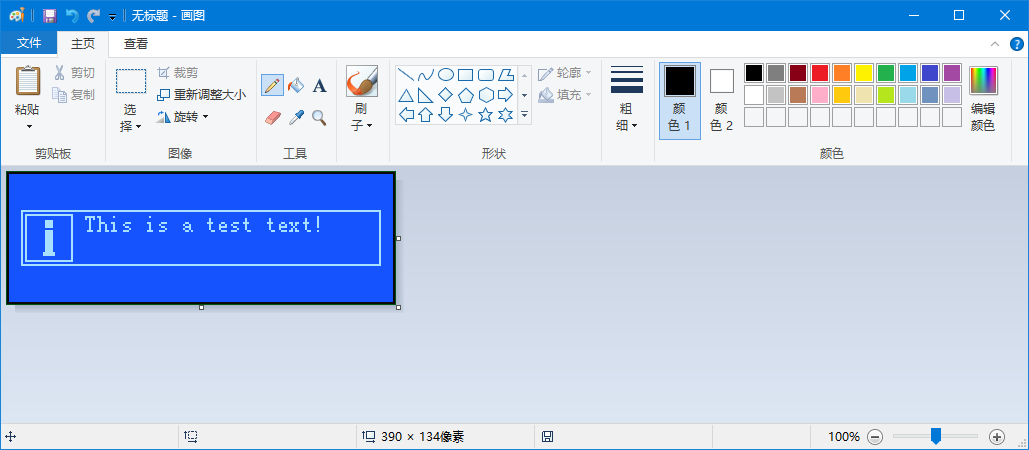 无标题 - 画图
文件
主页
查看
粘贴
剪切
复制
剪贴板
选择
裁剪
重新调整大小
旋转
图像
A
工具
刷子
轮廓
填充
形状
粗细
颜色 1
颜色 2
编辑颜色
颜色
i
This is a test text!
390 × 134像素
100%